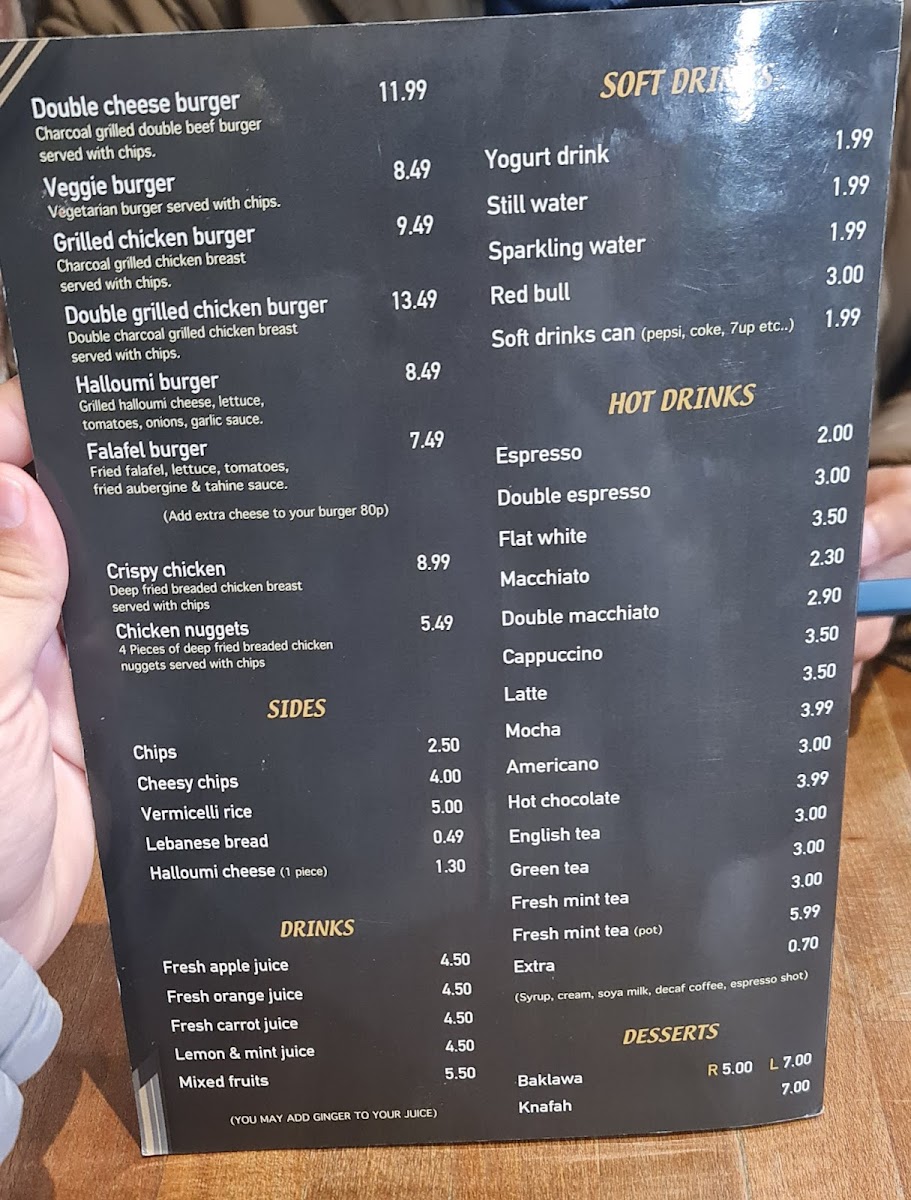 Double cheese burger 11.99
Charcoal grilled double beef burger
served with chips.
Veggie burger 8.49
Vegetarian burger served with chips.
Grilled chicken burger 9.49
Charcoal grilled chicken breast
served with chips.
Double grilled chicken burger 13.49
Double charcoal grilled chicken breast
served with chips.
Halloumi burger 8.49
Grilled halloumi cheese, lettuce,
tomatoes, onions, garlic sauce.
Falafel burger 7.49
Fried falafel, lettuce, tomatoes,
fried aubergine & tahine sauce.
(Add extra cheese to your burger 80p)
Crispy chicken 8.99
Deep fried breaded chicken breast
served with chips
Chicken nuggets 5.49
4 Pieces of deep fried breaded chicken
nuggets served with chips
SIDES
Chips 2.50
Cheesy chips 4.00
Vermicelli rice 5.00
Lebanese bread 0.49
Halloumi cheese (1 piece) 1.30
DRINKS
Fresh apple juice 4.50
Fresh orange juice 4.50
Fresh carrot juice 4.50
Lemon & mint juice 4.50
Mixed fruits 5.50
(YOU MAY ADD GINGER TO YOUR JUICE)
SOFT DRINKS..
Yogurt drink 1.99
Still water 1.99
Sparkling water 1.99
Red bull 3.00
Soft drinks can (pepsi, coke, 7up etc..) 1.99
HOT DRINKS
Espresso 2.00
Double espresso 3.00
Flat white 3.50
Macchiato 2.30
Double macchiato 2.90
Cappuccino 3.50
Latte 3.50
Mocha 3.99
Americano 3.00
Hot chocolate 3.99
English tea 3.00
Green tea 3.00
Fresh mint tea 3.00
Fresh mint tea (pot) 5.99
Extra 0.70
(Syrup, cream, soya milk, decaf coffee, espresso shot)
DESSERTS
Baklawa R 5.00 L 7.00
Knafah 7.00